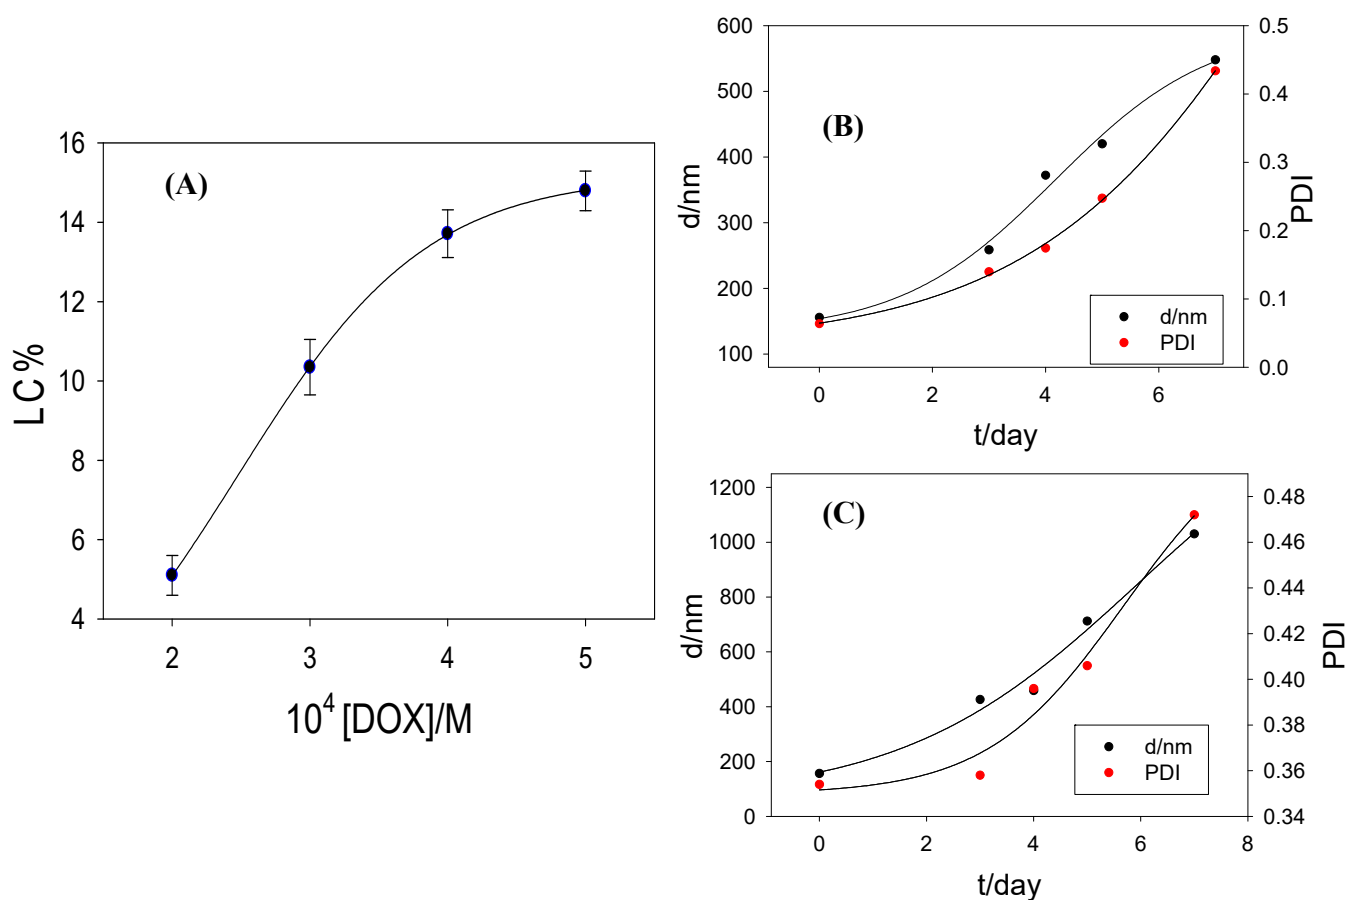 (A)
LC%
16
14
12
10
8
6
4
2 3 4 5
10⁴ [DOX]/M
(B)
d/nm
600
500
400
300
200
100
0.5
0.4
0.3
0.2
0.1
0.0
PDI
d/nm
PDI
0 2 4 6
t/day
(C)
d/nm
1200
1000
800
600
400
200
0
0.48
0.46
0.44
0.42
0.40
0.38
0.36
0.34
PDI
d/nm
PDI
0 2 4 6 8
t/day